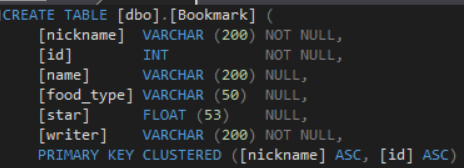 CREATE TABLE [dbo].[Bookmark] (
[nickname] VARCHAR (200) NOT NULL,
[id] INT NOT NULL,
[name] VARCHAR (200) NULL,
[food_type] VARCHAR (50) NULL,
[star] FLOAT (53) NULL,
[writer] VARCHAR (200) NOT NULL,
PRIMARY KEY CLUSTERED ([nickname] ASC, [id] ASC)